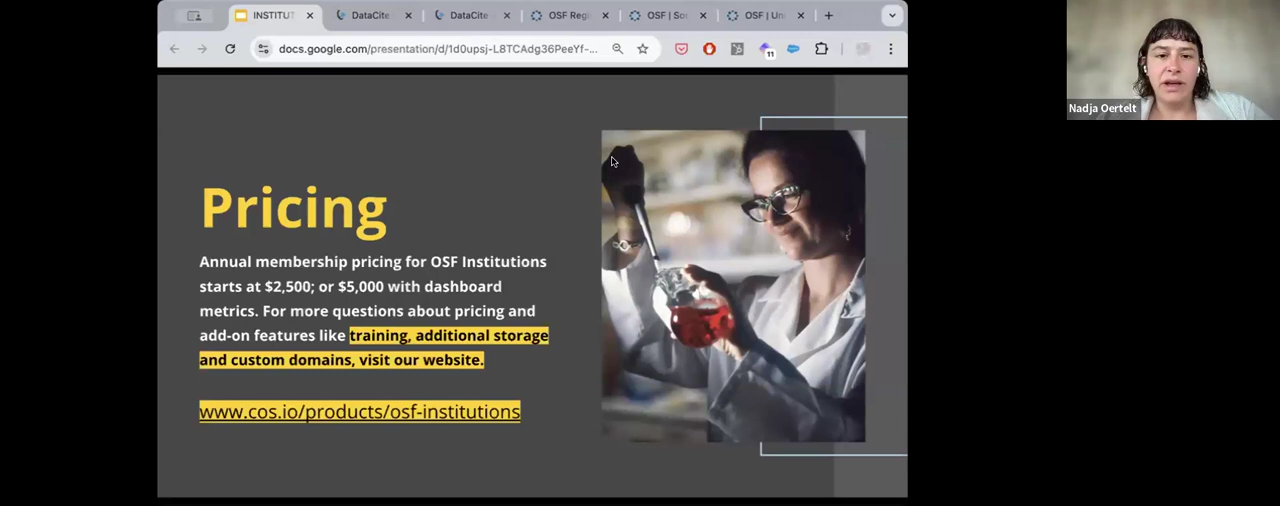 INSTITUT
DataCite
DataCite
OSF Regi
OSF | So
OSF | Un
docs.google.com/presentation/d/1d0upsj-L8TCAdg36PeeYf-...
11
Nadja Oertelt
Pricing
Annual membership pricing for OSF Institutions
starts at $2,500; or $5,000 with dashboard
metrics. For more questions about pricing and
add-on features like training, additional storage
and custom domains, visit our website.
www.cos.io/products/osf-institutions